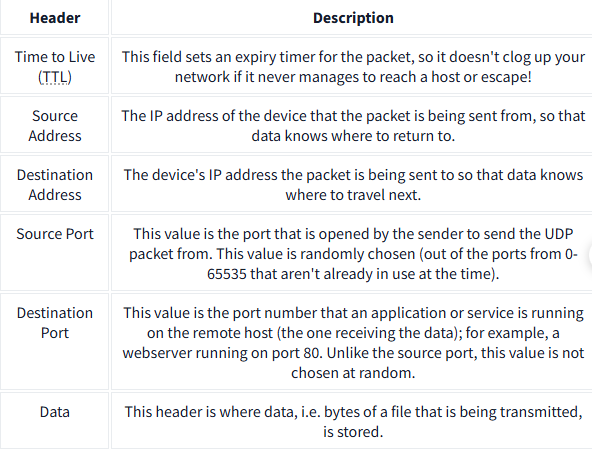 Header
Description
Time to Live
(TTL)
This field sets an expiry timer for the packet, so it doesn't clog up your
network if it never manages to reach a host or escape!
Source
Address
The IP address of the device that the packet is being sent from, so that
data knows where to return to.
Destination
Address
The device's IP address the packet is being sent to so that data knows
where to travel next.
Source Port
This value is the port that is opened by the sender to send the UDP
packet from. This value is randomly chosen (out of the ports from 0-
65535 that aren't already in use at the time).
Destination
Port
This value is the port number that an application or service is running
on the remote host (the one receiving the data); for example, a
webserver running on port 80. Unlike the source port, this value is not
chosen at random.
Data
This header is where data, i.e. bytes of a file that is being transmitted,
is stored.